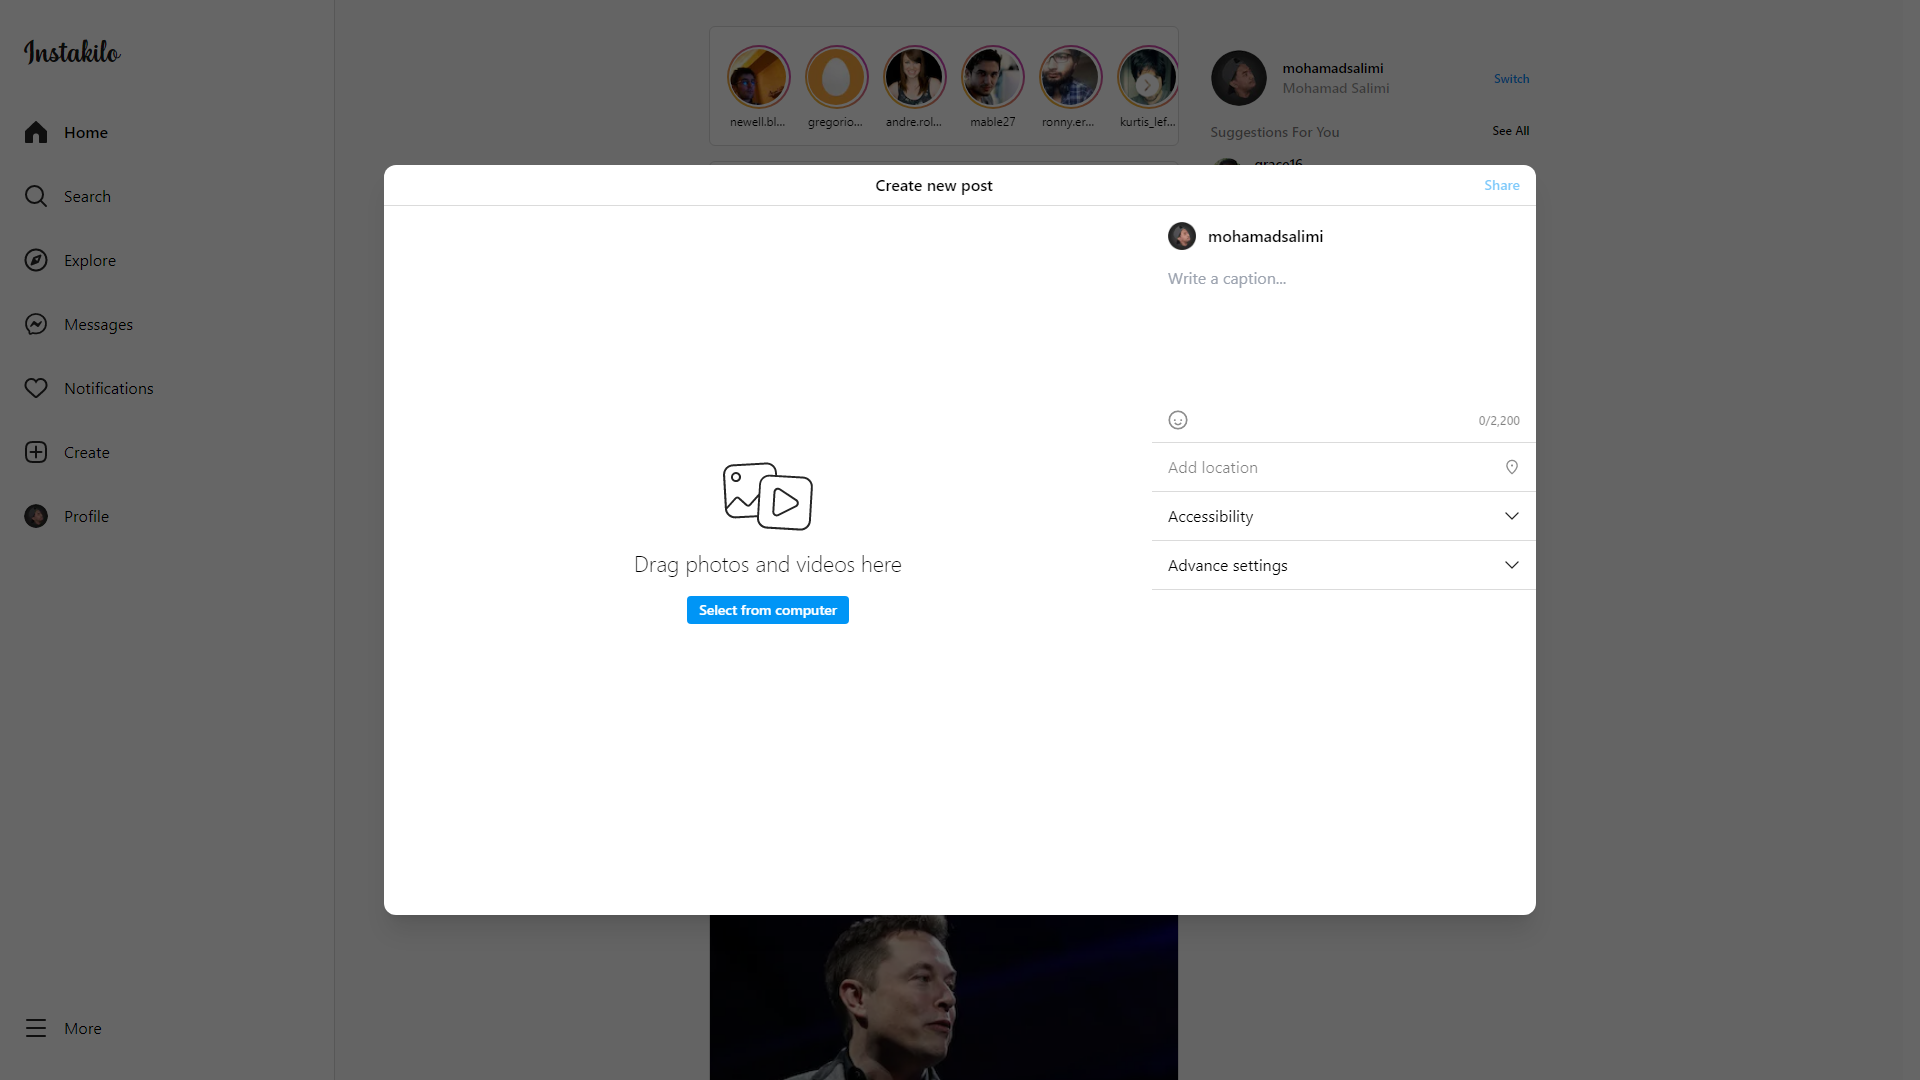 Instakilo
Home
Search
Explore
Messages
Notifications
Create
Profile
More
newell.bl...
gregorio...
andre.rol...
mable27
ronny.er...
kurtis_lef...
mohamadsalimi
Mohamad Salimi
Switch
Suggestions For You
See All
grace16
Create new post
Share
Drag photos and videos here
Select from computer
mohamadsalimi
Write a caption...
0/2,200
Add location
Accessibility
Advance settings